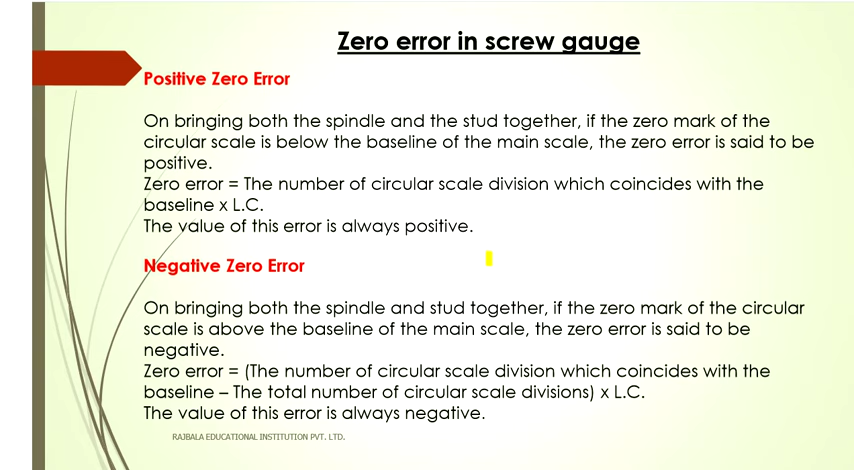 Zero error in screw gauge
Positive Zero Error
On bringing both the spindle and the stud together, if the zero mark of the
circular scale is below the baseline of the main scale, the zero error is said to be
positive.
Zero error = The number of circular scale division which coincides with the
baseline x L.C.
The value of this error is always positive.
Negative Zero Error
On bringing both the spindle and stud together, if the zero mark of the circular
scale is above the baseline of the main scale, the zero error is said to be
negative.
Zero error = (The number of circular scale division which coincides with the
baseline – The total number of circular scale divisions) x L.C.
The value of this error is always negative.
RAJBALA EDUCATIONAL INSTITUTION PVT. LTD.